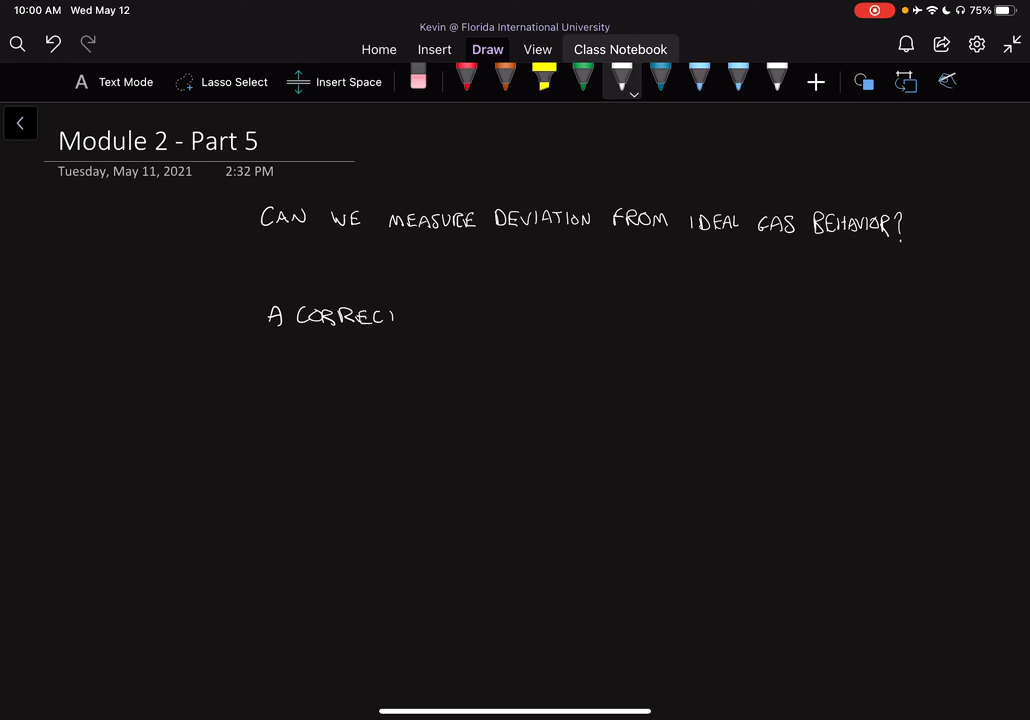 10:00 AM Wed May 12
75%
Kevin @ Florida International University
Home Insert Draw View Class Notebook
Text Mode Lasso Select Insert Space
Module 2 - Part 5
Tuesday, May 11, 2021 2:32 PM
CAN WE MEASURE DEVIATION FROM IDEAL GAS BEHAVIOR?
A CORRECI